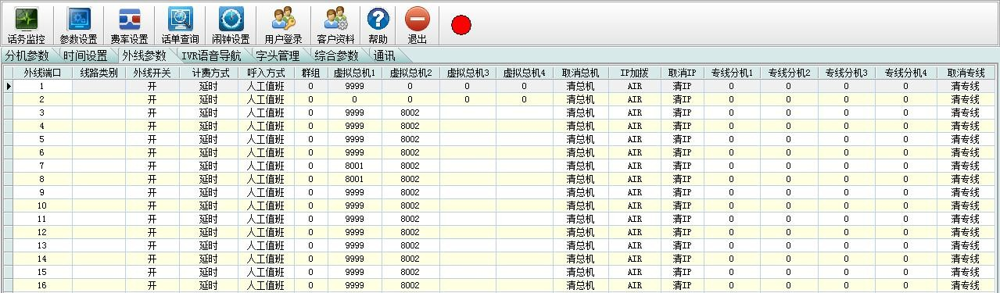 话务监控 参数设置 费率设置 话单查询 闹钟设置 用户登录 客户资料 帮助 退出
分机参数 时间设置 外线参数 IVR语音导航 字头管理 综合参数 通讯
外线端口 线路类别 外线开关 计费方式 呼入方式 群组 虚拟总机1 虚拟总机2 虚拟总机3 虚拟总机4 取消总机 IP加拨 取消IP 专线分机1 专线分机2 专线分机3 专线分机4 取消专线
1 开 延时 人工值班 0 9999 0 0 0 清总机 AIR 清IP 0 0 0 0 清专线
2 开 延时 人工值班 0 0 0 0 0 清总机 AIR 清IP 0 0 0 0 清专线
3 开 延时 人工值班 0 9999 8002 清总机 AIR 清IP 0 0 0 0 清专线
4 开 延时 人工值班 0 9999 8002 清总机 AIR 清IP 0 0 0 0 清专线
5 开 延时 人工值班 0 9999 8002 清总机 AIR 清IP 0 0 0 0 清专线
6 开 延时 人工值班 0 9999 8002 清总机 AIR 清IP 0 0 0 0 清专线
7 开 延时 人工值班 0 8001 8002 清总机 AIR 清IP 0 0 0 0 清专线
8 开 延时 人工值班 0 8001 8002 清总机 AIR 清IP 0 0 0 0 清专线
9 开 延时 人工值班 0 9999 8002 清总机 AIR 清IP 0 0 0 0 清专线
10 开 延时 人工值班 0 9999 8002 清总机 AIR 清IP 0 0 0 0 清专线
11 开 延时 人工值班 0 9999 8002 清总机 AIR 清IP 0 0 0 0 清专线
12 开 延时 人工值班 0 9999 8002 清总机 AIR 清IP 0 0 0 0 清专线
13 开 延时 人工值班 0 9999 8002 清总机 AIR 清IP 0 0 0 0 清专线
14 开 延时 人工值班 0 9999 8002 清总机 AIR 清IP 0 0 0 0 清专线
15 开 延时 人工值班 0 9999 8002 清总机 AIR 清IP 0 0 0 0 清专线
16 开 延时 人工值班 0 9999 8002 清总机 AIR 清IP 0 0 0 0 清专线